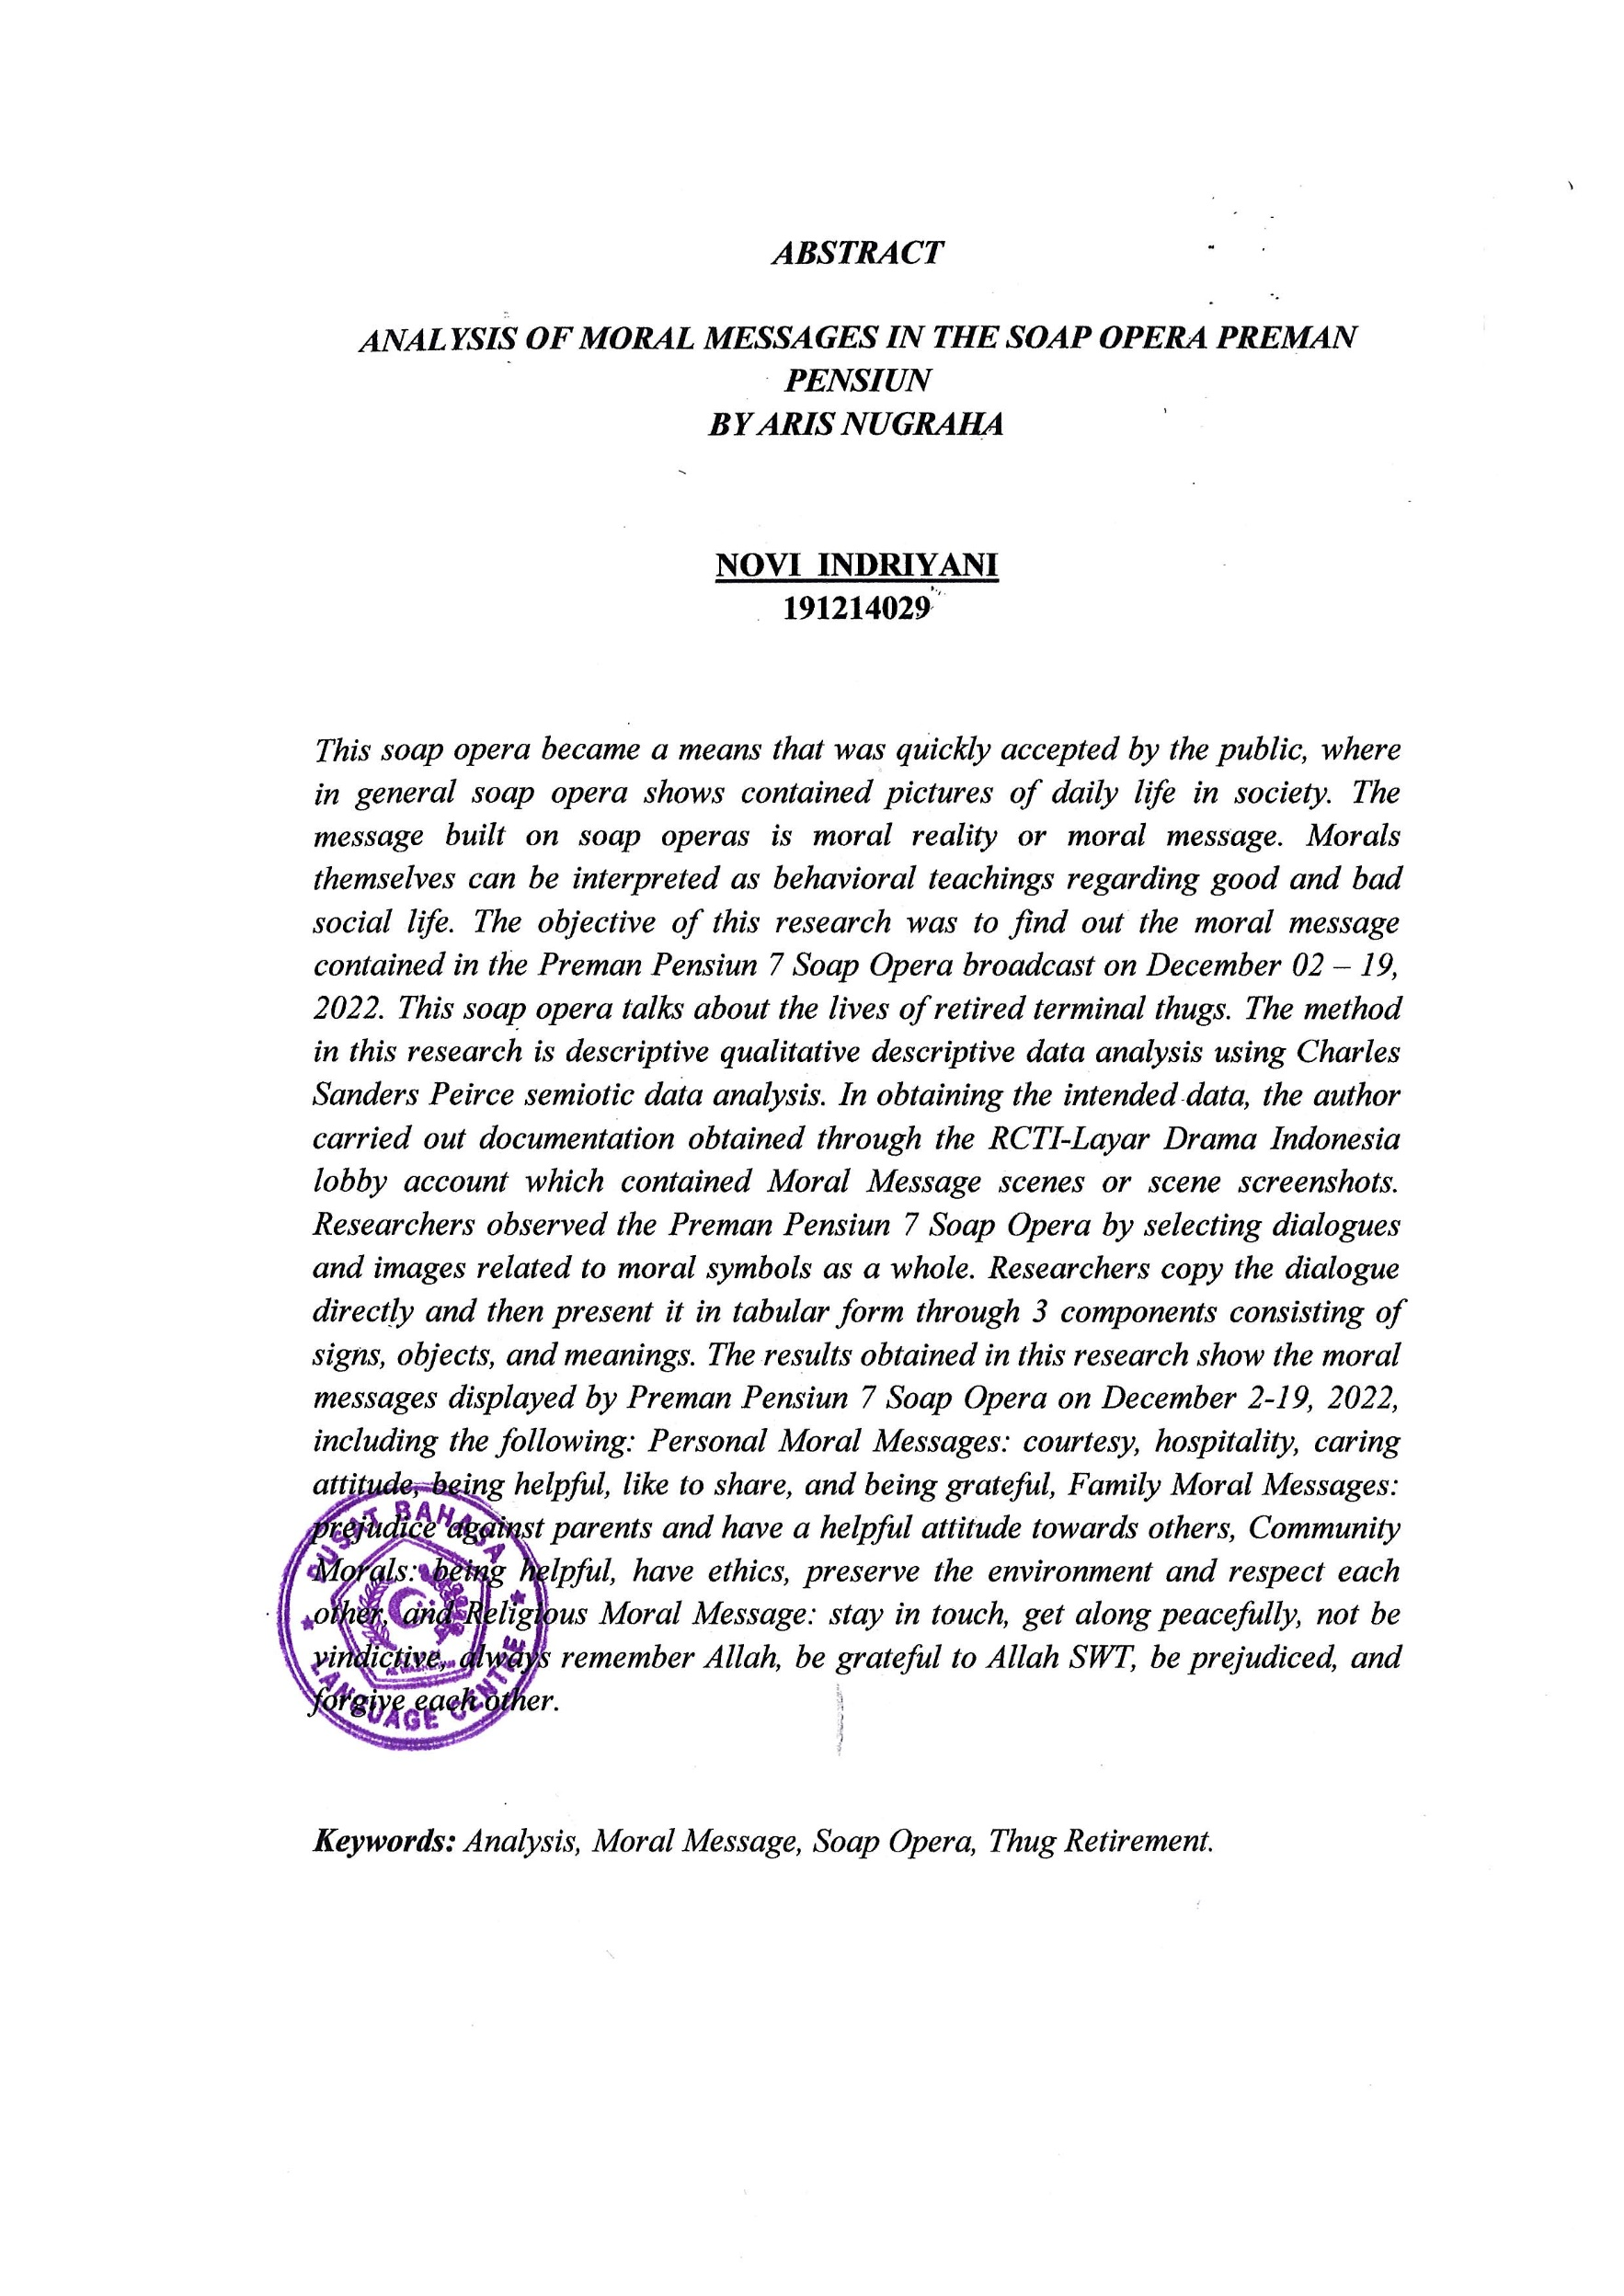 ABSTRACT
ANALYSIS OF MORAL MESSAGES IN THE SOAP OPERA PREMAN
PENSIUN
BY ARIS NUGRAHA
NOVI INDRIYANI
191214029
This soap opera became a means that was quickly accepted by the public, where
in general soap opera shows contained pictures of daily life in society. The
message built on soap operas is moral reality or moral message. Morals
themselves can be interpreted as behavioral teachings regarding good and bad
social life. The objective of this research was to find out the moral message
contained in the Preman Pensiun 7 Soap Opera broadcast on December 02 – 19,
2022. This soap opera talks about the lives of retired terminal thugs. The method
in this research is descriptive qualitative descriptive data analysis using Charles
Sanders Peirce semiotic data analysis. In obtaining the intended data, the author
carried out documentation obtained through the RCTI-Layar Drama Indonesia
lobby account which contained Moral Message scenes or scene screenshots.
Researchers observed the Preman Pensiun 7 Soap Opera by selecting dialogues
and images related to moral symbols as a whole. Researchers copy the dialogue
directly and then present it in tabular form through 3 components consisting of
signs, objects, and meanings. The results obtained in this research show the moral
messages displayed by Preman Pensiun 7 Soap Opera on December 2-19, 2022,
including the following: Personal Moral Messages: courtesy, hospitality, caring
attitude, being helpful, like to share, and being grateful, Family Moral Messages:
prejudice against parents and have a helpful attitude towards others, Community
Morals: being helpful, have ethics, preserve the environment and respect each
other, and Religious Moral Message: stay in touch, get along peacefully, not be
vindictive, always remember Allah, be grateful to Allah SWT, be prejudiced, and
forgive each other.
PUSAT BAHASA
LANGUAGE CENTRE
Keywords: Analysis, Moral Message, Soap Opera, Thug Retirement.